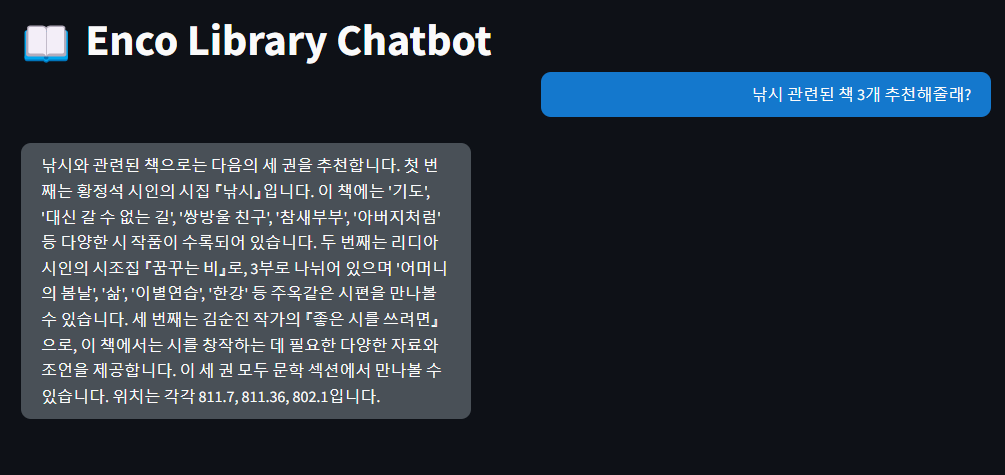 Enco Library Chatbot
낚시 관련된 책 3개 추천해줄래?
낚시와 관련된 책으로는 다음의 세 권을 추천합니다. 첫 번
째는 황정석 시인의 시집 『낚시』입니다. 이 책에는 '기도',
'대신 갈 수 없는 길', '쌍방울 친구', '참새부부', '아버지처럼'
등 다양한 시 작품이 수록되어 있습니다. 두 번째는 리디아
시인의 시조집 『꿈꾸는 비』로, 3부로 나뉘어 있으며 '어머니
의 봄날', '삶', '이별연습', '한강' 등 주옥같은 시편을 만나볼
수 있습니다. 세 번째는 김순진 작가의 『좋은 시를 쓰려면』
으로, 이 책에서는 시를 창작하는 데 필요한 다양한 자료와
조언을 제공합니다. 이 세 권 모두 문학 섹션에서 만나볼 수
있습니다. 위치는 각각 811.7, 811.36, 802.1입니다.